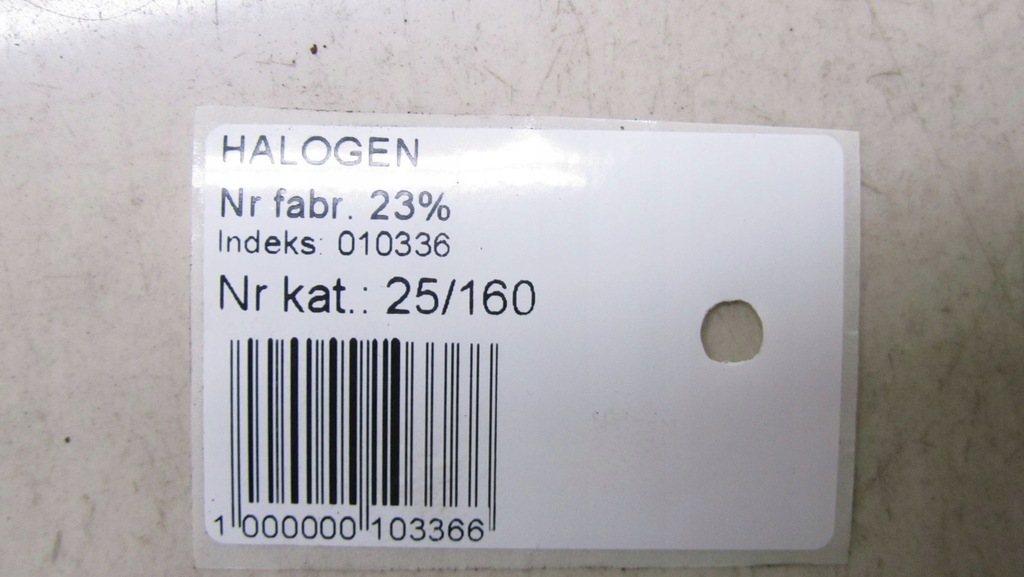 HALOGEN
Nr fabr. 23%
Indeks: 010336
Nr kat.: 25/160
1 000000 103366